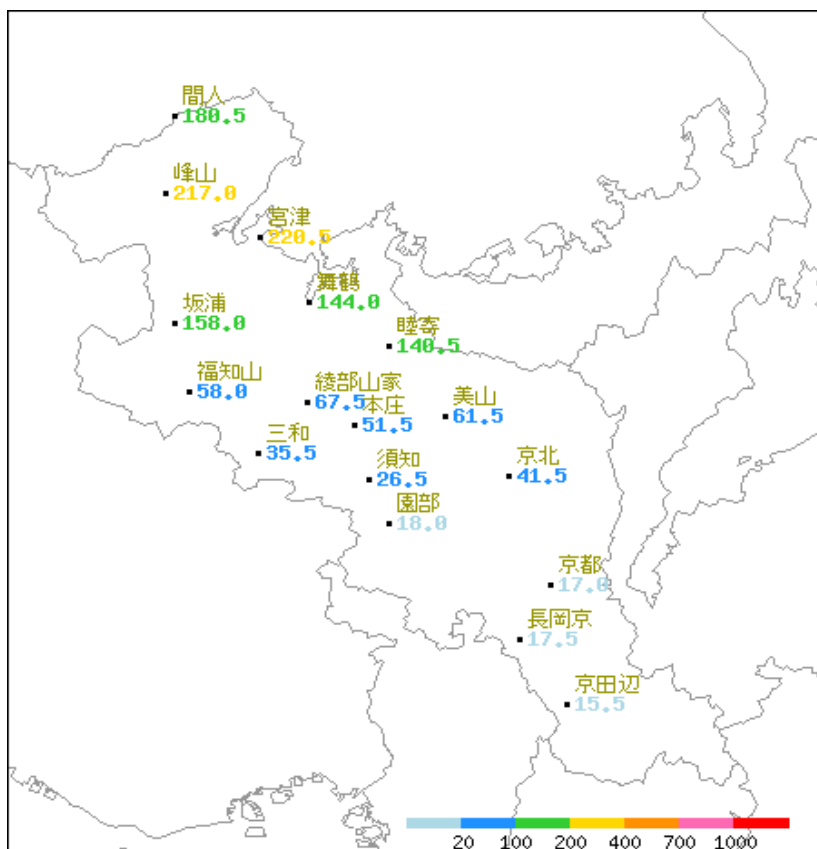 間人
180.5
峰山
217.0
宮津
220.5
舞鶴
144.0
坂浦
158.0
睦寄
140.5
福知山
58.0
綾部山家
67.5
本庄
51.5
美山
61.5
三和
35.5
須知
26.5
京北
41.5
園部
18.0
京都
17.0
長岡京
17.5
京田辺
15.5
20 100 200 400 700 1000